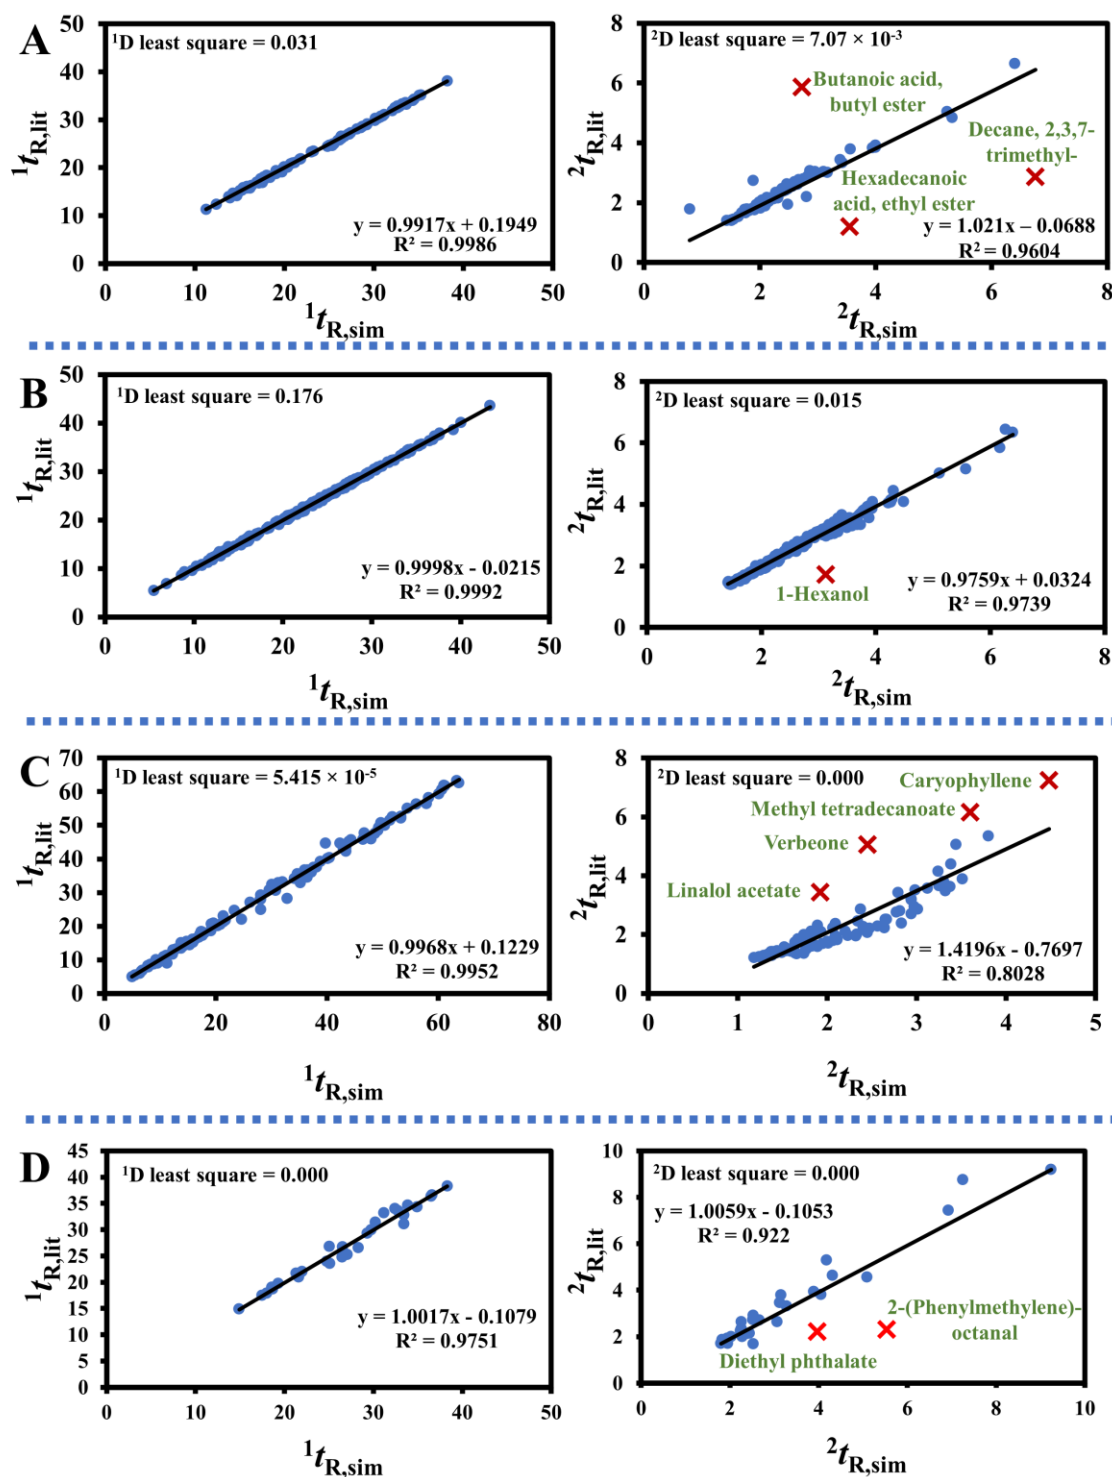 A
¹D least square = 0.031
50
40
30
20
10
0
¹tR,lit
y = 0.9917x + 0.1949
R² = 0.9986
0 10 20 30 40 50
¹tR,sim
²D least square = 7.07 × 10⁻³
8
6
4
2
0
²tR,lit
Butanoic acid,
butyl ester
Decane, 2,3,7-
trimethyl-
Hexadecanoic
acid, ethyl ester
y = 1.021x – 0.0688
R² = 0.9604
0 2 4 6 8
²tR,sim
B
¹D least square = 0.176
50
40
30
20
10
0
¹tR,lit
y = 0.9998x - 0.0215
R² = 0.9992
0 10 20 30 40 50
¹tR,sim
²D least square = 0.015
8
6
4
2
0
²tR,lit
1-Hexanol
y = 0.9759x + 0.0324
R² = 0.9739
0 2 4 6 8
²tR,sim
C
¹D least square = 5.415 × 10⁻⁵
70
60
50
40
30
20
10
0
¹tR,lit
y = 0.9968x + 0.1229
R² = 0.9952
0 20 40 60 80
¹tR,sim
²D least square = 0.000
8
6
4
2
0
²tR,lit
Caryophyllene
Methyl tetradecanoate
Verbeone
Linalol acetate
y = 1.4196x - 0.7697
R² = 0.8028
0 1 2 3 4 5
²tR,sim
D
¹D least square = 0.000
45
40
35
30
25
20
15
10
5
0
¹tR,lit
y = 1.0017x - 0.1079
R² = 0.9751
0 10 20 30 40 50
¹tR,sim
²D least square = 0.000
10
8
6
4
2
0
²tR,lit
y = 1.0059x - 0.1053
R² = 0.922
2-(Phenylmethylene)-
octanal
Diethyl phthalate
0 2 4 6 8 10
²tR,sim